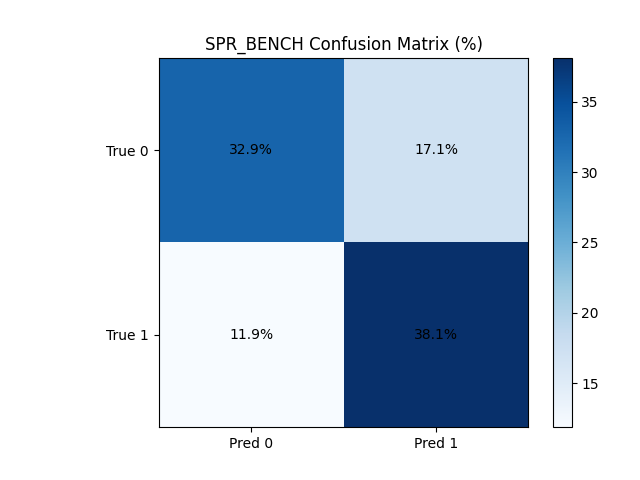 SPR_BENCH Confusion Matrix (%)
True 0
32.9%
17.1%
True 1
11.9%
38.1%
Pred 0
Pred 1
35
30
25
20
15